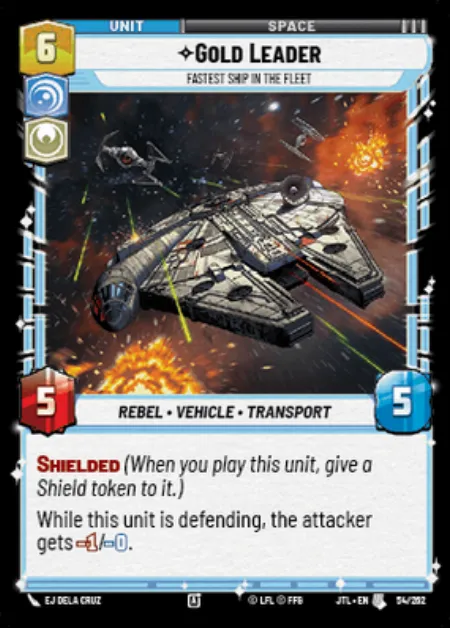 UNIT
SPACE
6
GOLD LEADER
FASTEST SHIP IN THE FLEET
5
REBEL • VEHICLE • TRANSPORT
5
SHIELDED (When you play this unit, give a
Shield token to it.)
While this unit is defending, the attacker
gets -1/-0.
EJ DELA CRUZ
A
© LFL © FFG
JTL • EN
54/262